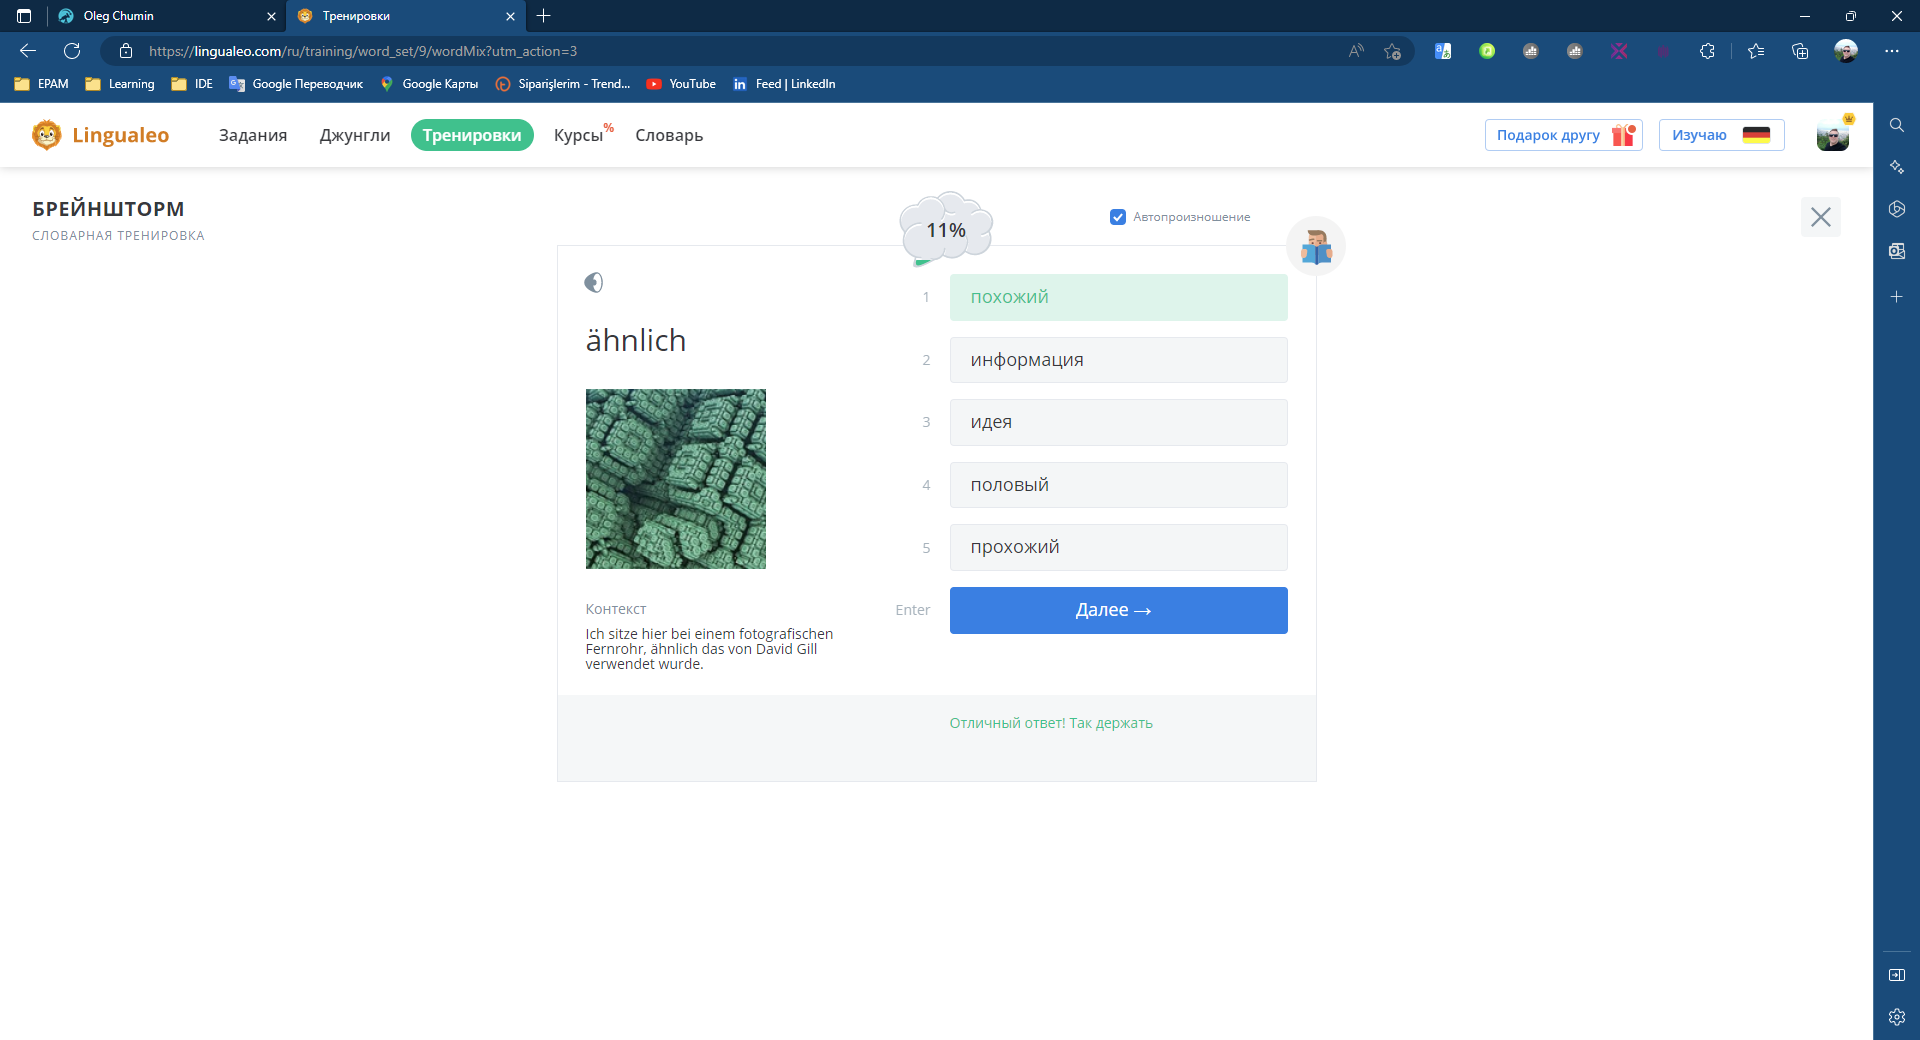 Oleg Chumin
Тренировки
https://lingualeo.com/ru/training/word_set/9/wordMix?utm_action=3
EPAM
Learning
IDE
Google Переводчик
Google Карты
Siparişlerim - Trend...
YouTube
Feed | LinkedIn
Lingualeo
Задания
Джунгли
Тренировки
Курсы%
Словарь
Подарок другу
Изучаю
БРЕЙНШТОРМ
СЛОВАРНАЯ ТРЕНИРОВКА
11%
Автопроизношение
ähnlich
Контекст
Ich sitze hier bei einem fotografischen
Fernrohr, ähnlich das von David Gill
verwendet wurde.
1 похожий
2 информация
3 идея
4 половый
5 прохожий
Enter Далее →
Отличный ответ! Так держать